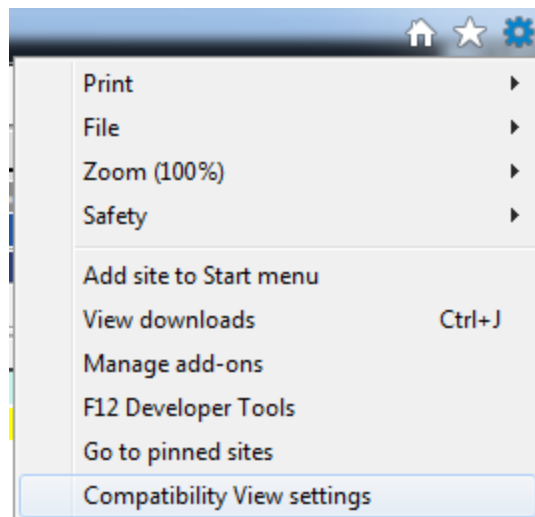 Print
File
Zoom (100%)
Safety
Add site to Start menu
View downloads Ctrl+J
Manage add-ons
F12 Developer Tools
Go to pinned sites
Compatibility View settings